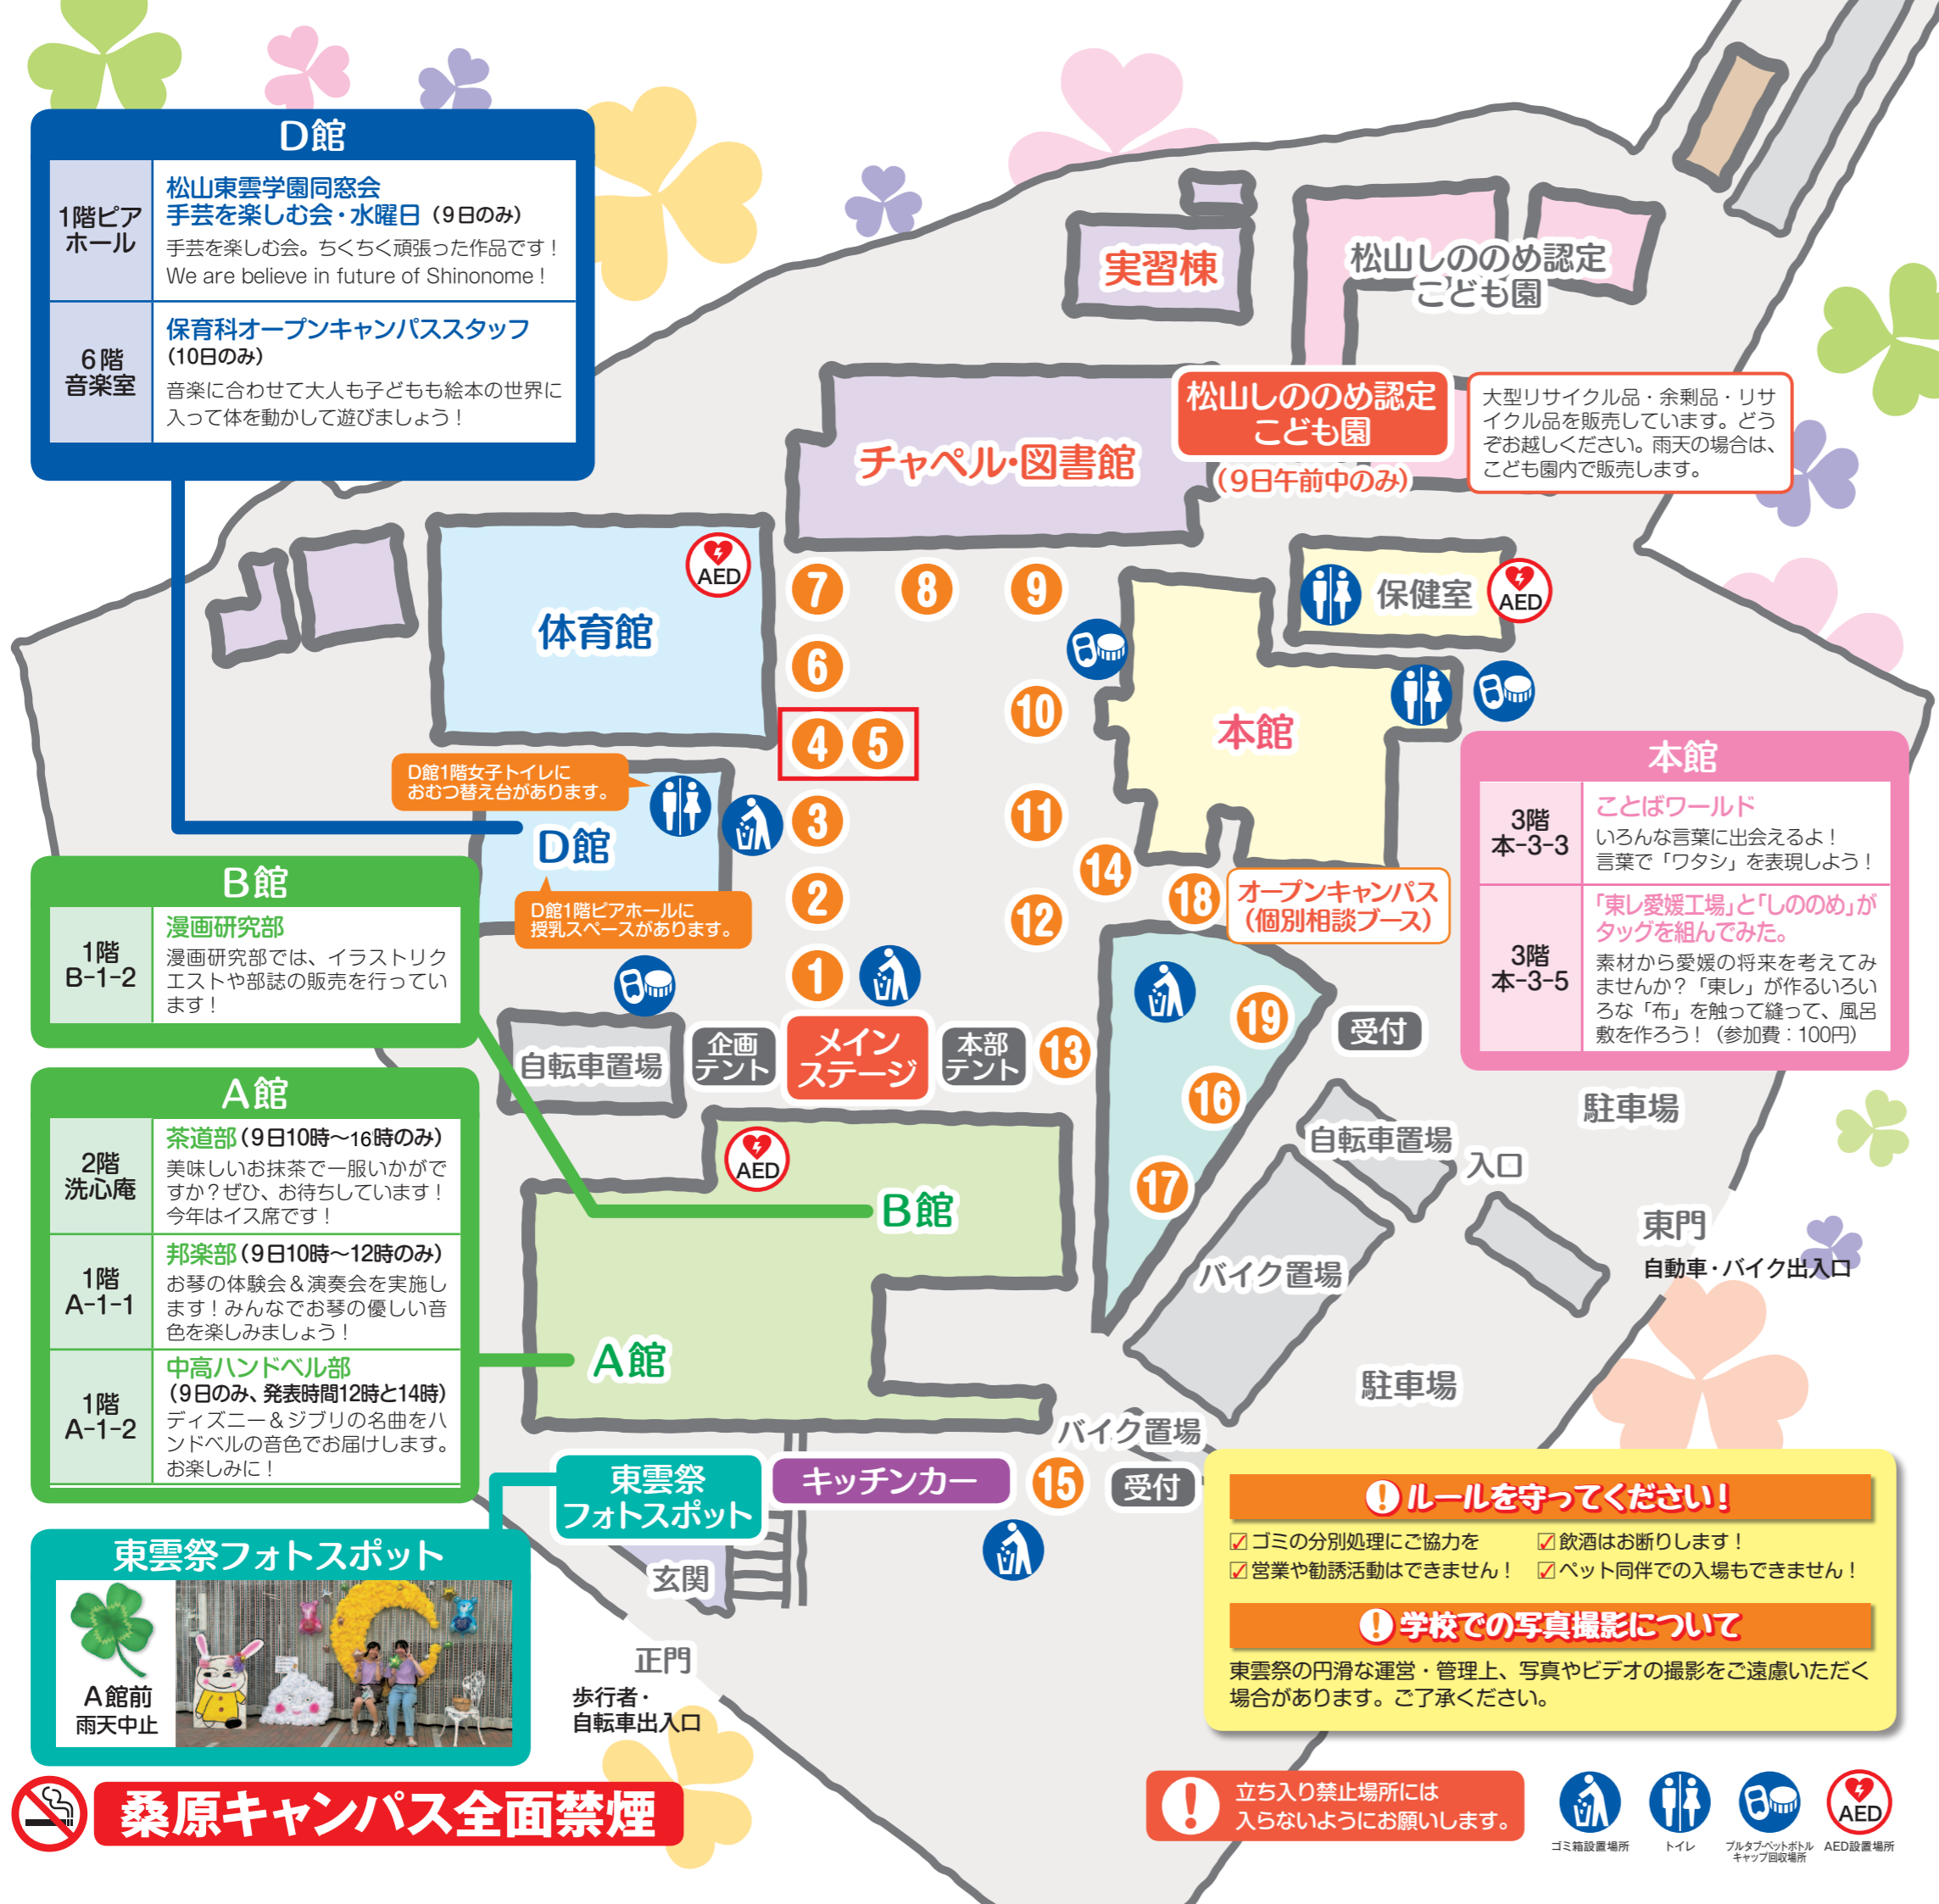 D館
1階ピア
ホール
松山東雲学園同窓会
手芸を楽しむ会・水曜日（9日のみ）
手芸を楽しむ会。ちくちく頑張った作品です！
We are believe in future of Shinonome！
6階
音楽室
保育科オープンキャンパススタッフ
（10日のみ）
音楽に合わせて大人も子どもも絵本の世界に
入って体を動かして遊びましょう！
実習棟
松山しののめ認定
こども園
チャペル・図書館
松山しののめ認定
こども園
（9日午前中のみ）
大型リサイクル品・余剰品・リサ
イクル品を販売しています。どう
ぞお越しください。雨天の場合は、
こども園内で販売します。
体育館
AED
7
8
9
保健室
AED
6
10
本館
4
5
D館1階女子トイレに
おむつ替え台があります。
D館
3
11
14
2
12
18
オープンキャンパス
（個別相談ブース）
D館1階ピアホールに
授乳スペースがあります。
1
19
受付
自転車置場
企画
テント
メイン
ステージ
本部
テント
13
16
17
本館
3階
本-3-3
ことばワールド
いろんな言葉に出会えるよ！
言葉で「ワタシ」を表現しよう！
3階
本-3-5
「東レ愛媛工場」と「しののめ」が
タッグを組んでみた。
素材から愛媛の将来を考えてみ
ませんか？「東レ」が作るいろい
ろな「布」を触って縫って、風呂
敷を作ろう！（参加費：100円）
B館
1階
B-1-2
漫画研究部
漫画研究部では、イラストリク
エストや部誌の販売を行ってい
ます！
A館
2階
洗心庵
茶道部（9日10時～16時のみ）
美味しいお抹茶で一服いかがで
すか？ぜひ、お待ちしています！
今年はイス席です！
1階
A-1-1
邦楽部（9日10時～12時のみ）
お琴の体験会＆演奏会を実施し
ます！みんなでお琴の優しい音
色を楽しみましょう！
1階
A-1-2
中高ハンドベル部
（9日のみ、発表時間12時と14時）
ディズニー＆ジブリの名曲をハ
ンドベルの音色でお届けします。
お楽しみに！
AED
B館
A館
駐車場
自転車置場
入口
東門
自動車・バイク出入口
バイク置場
駐車場
バイク置場
東雲祭
フォトスポット
キッチンカー
15
受付
玄関
正門
歩行者・
自転車出入口
東雲祭フォトスポット
A館前
雨天中止
ルールを守ってください！
ゴミの分別処理にご協力を
飲酒はお断りします！
営業や勧誘活動はできません！
ペット同伴での入場もできません！
学校での写真撮影について
東雲祭の円滑な運営・管理上、写真やビデオの撮影をご遠慮いただく
場合があります。ご了承ください。
桑原キャンパス全面禁煙
立ち入り禁止場所には
入らないようにお願いします。
AED
ゴミ箱設置場所
トイレ
プルタブ・ペットボトル
キャップ回収場所
AED設置場所